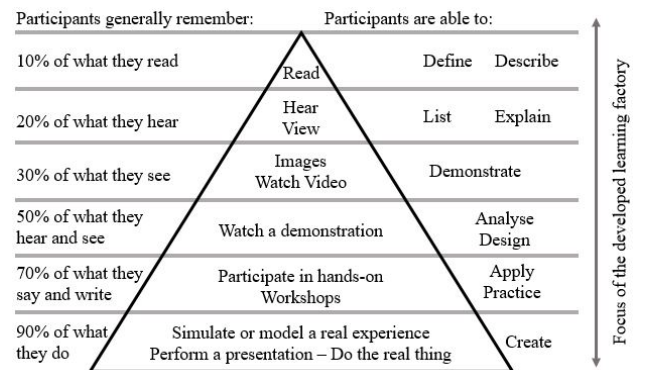 Participants generally remember: Participants are able to:
10% of what they read
Read
Define Describe
20% of what they hear
Hear
View
List Explain
30% of what they see
Images
Watch Video
Demonstrate
50% of what they
hear and see
Watch a demonstration
Analyse
Design
70% of what they
say and write
Participate in hands-on
Workshops
Apply
Practice
90% of what
they do
Simulate or model a real experience
Perform a presentation – Do the real thing
Create
Focus of the developed learning factory